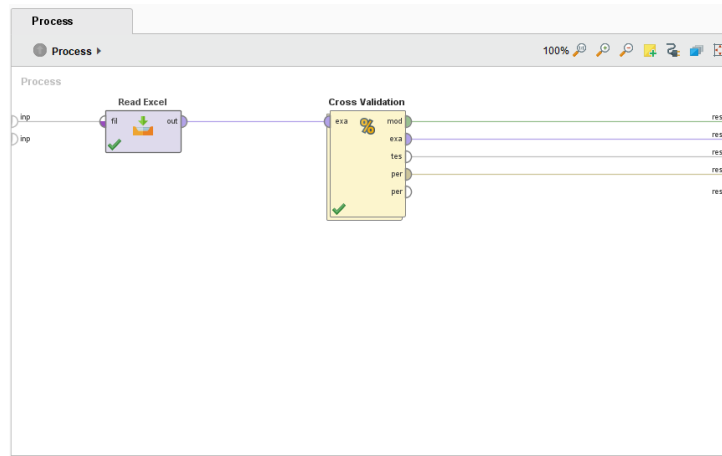 Process
Process
100%
Process
Read Excel
Cross Validation
inp
fil
out
exa
mod
res
inp
exa
res
tes
res
per
res
per
res